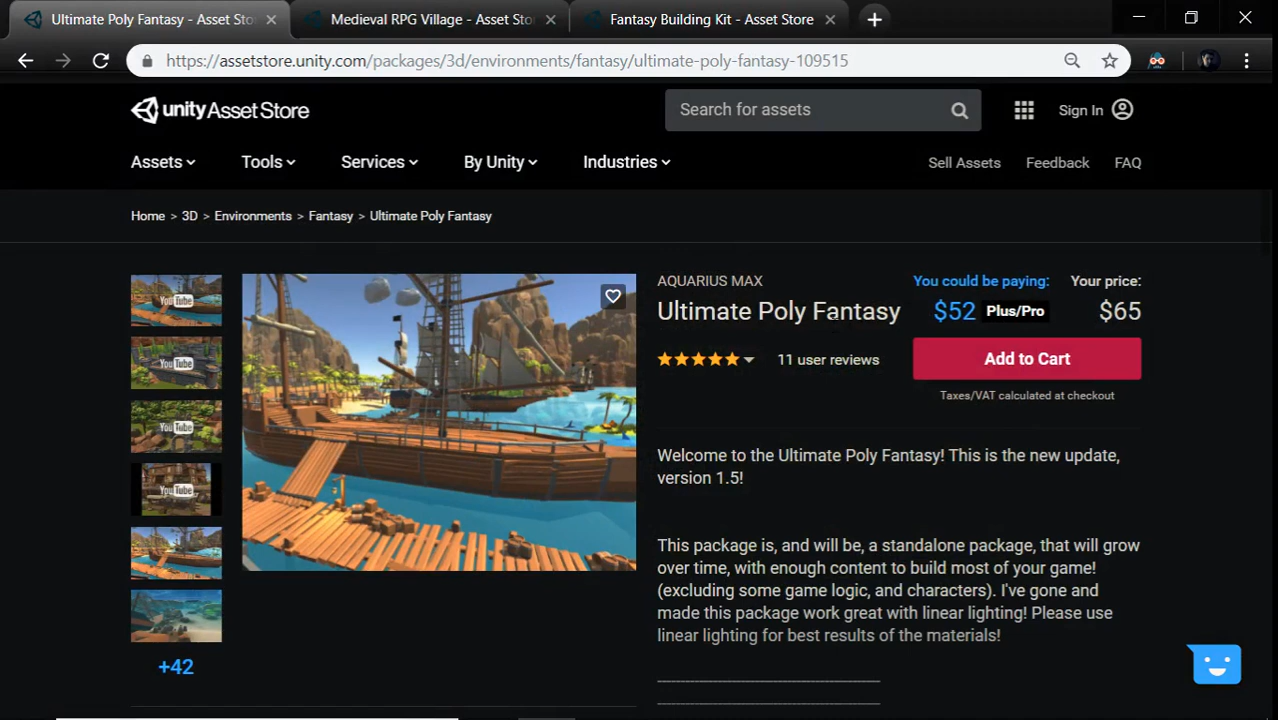 Ultimate Poly Fantasy - Asset Sto
Medieval RPG Village - Asset Sto
Fantasy Building Kit - Asset Store
https://assetstore.unity.com/packages/3d/environments/fantasy/ultimate-poly-fantasy-109515
unity Asset Store
Search for assets
Sign In
Assets
Tools
Services
By Unity
Industries
Sell Assets
Feedback
FAQ
Home > 3D > Environments > Fantasy > Ultimate Poly Fantasy
YouTube
YouTube
YouTube
YouTube
+42
AQUARIUS MAX
You could be paying:
Your price:
Ultimate Poly Fantasy
$52 Plus/Pro
$65
11 user reviews
Add to Cart
Taxes/VAT calculated at checkout
Welcome to the Ultimate Poly Fantasy! This is the new update,
version 1.5!
This package is, and will be, a standalone package, that will grow
over time, with enough content to build most of your game!
(excluding some game logic, and characters). I've gone and
made this package work great with linear lighting! Please use
linear lighting for best results of the materials!